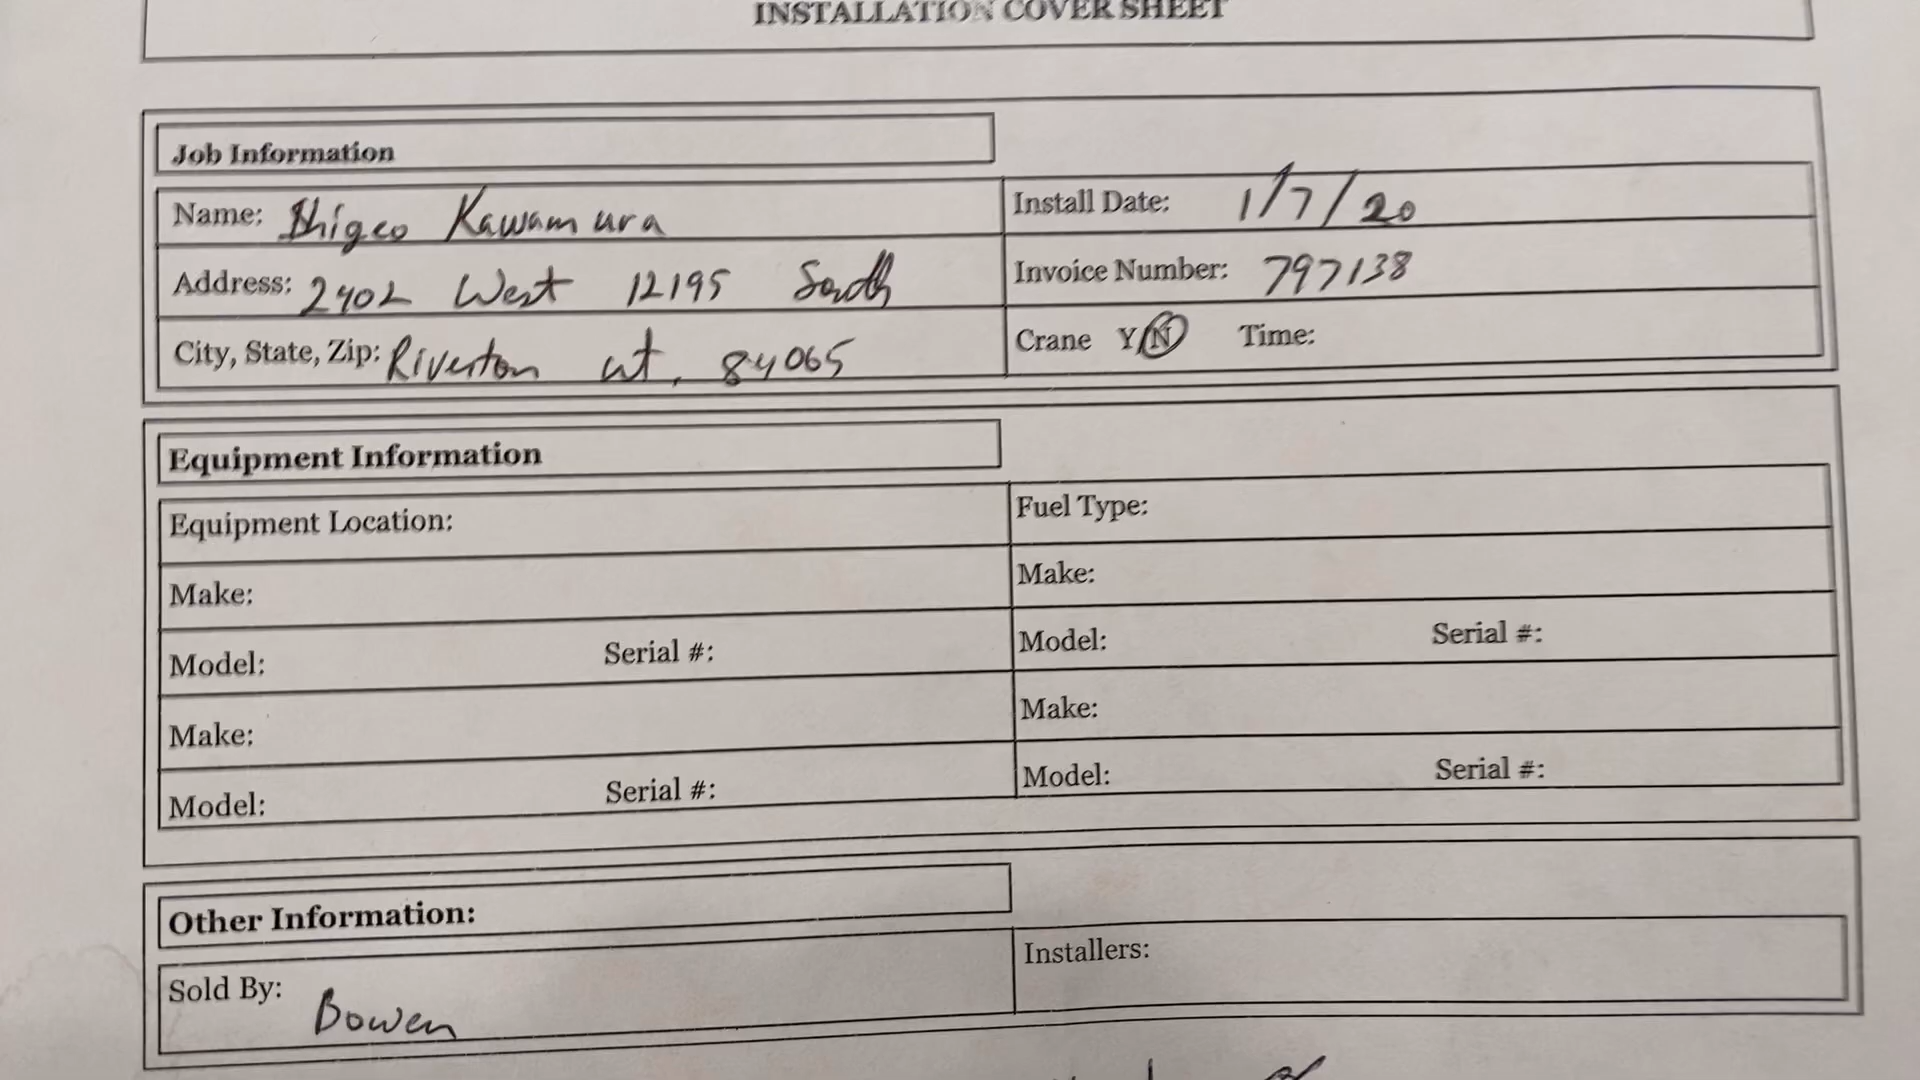 INSTALLATION COVER SHEET
Job Information
Name: Shigeo Kawamura
Install Date: 1/7/20
Address: 2402 West 12195 South
Invoice Number: 797138
City, State, Zip: Riverton ut. 84065
Crane Y/N Time:
Equipment Information
Equipment Location:
Fuel Type:
Make:
Make:
Model: Serial #:
Model: Serial #:
Make:
Make:
Model: Serial #:
Model: Serial #:
Other Information:
Sold By: Bowen
Installers: